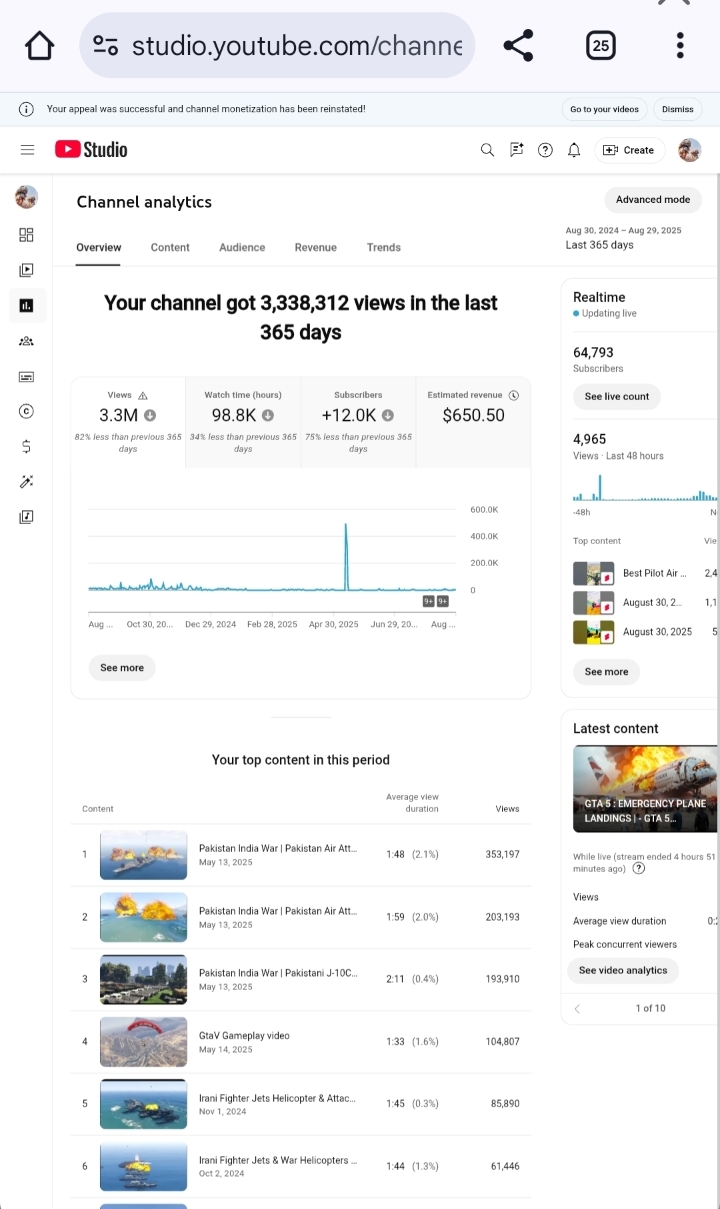 studio.youtube.com/channe
25
Your appeal was successful and channel monetization has been reinstated!
Go to your videos
Dismiss
Studio
Create
Channel analytics
Advanced mode
Overview
Content
Audience
Revenue
Trends
Aug 30, 2024 – Aug 29, 2025
Last 365 days
Your channel got 3,338,312 views in the last
365 days
Views
3.3M
82% less than previous 365
days
Watch time (hours)
98.8K
34% less than previous 365
days
Subscribers
+12.0K
75% less than previous 365
days
Estimated revenue
$650.50
600.0K
400.0K
200.0K
0
9+ 9+
Aug ...
Oct 30, 20...
Dec 29, 2024
Feb 28, 2025
Apr 30, 2025
Jun 29, 20...
Aug ...
See more
Your top content in this period
Content
Average view
duration
Views
1
Pakistan India War | Pakistan Air Att...
May 13, 2025
1:48 (2.1%)
353,197
2
Pakistan India War | Pakistan Air Att...
May 13, 2025
1:59 (2.0%)
203,193
3
Pakistan India War | Pakistani J-10C...
May 13, 2025
2:11 (0.4%)
193,910
4
GtaV Gameplay video
May 14, 2025
1:33 (1.6%)
104,807
5
Irani Fighter Jets Helicopter & Attac...
Nov 1, 2024
1:45 (0.3%)
85,890
6
Irani Fighter Jets & War Helicopters ...
Oct 2, 2024
1:44 (1.3%)
61,446
Realtime
Updating live
64,793
Subscribers
See live count
4,965
Views · Last 48 hours
-48h
N
Top content
Vie
Best Pilot Air ...
2,4
August 30, 2...
1,1
August 30, 2025
5
See more
Latest content
GTA 5 : EMERGENCY PLANE
LANDINGS | - GTA 5...
While live (stream ended 4 hours 51
minutes ago)
Views
Average view duration
0:2
Peak concurrent viewers
See video analytics
1 of 10